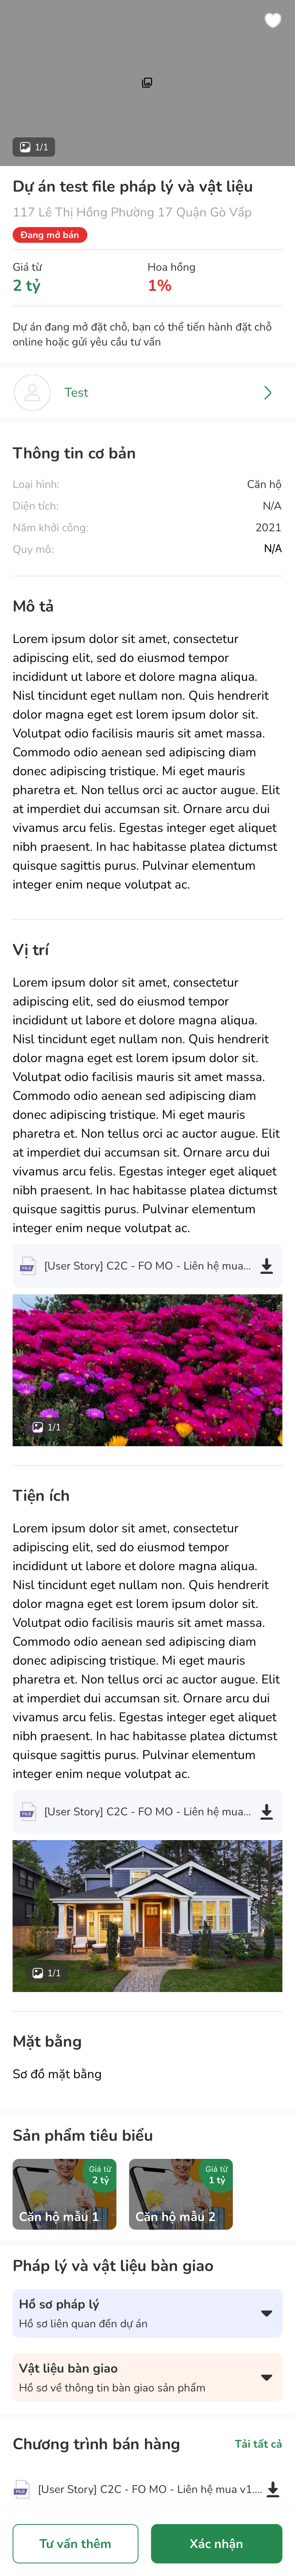 1/1
Dự án test file pháp lý và vật liệu
117 Lê Thị Hồng Phường 17 Quận Gò Vấp
Đang mở bán
Giá từ
Hoa hồng
2 tỷ
1%
Dự án đang mở đặt chỗ, bạn có thể tiến hành đặt chỗ
online hoặc gửi yêu cầu tư vấn
Test
Thông tin cơ bản
Loại hình:
Căn hộ
Diện tích:
N/A
Năm khởi công:
2021
Quy mô:
N/A
Mô tả
Lorem ipsum dolor sit amet, consectetur
adipiscing elit, sed do eiusmod tempor
incididunt ut labore et dolore magna aliqua.
Nisl tincidunt eget nullam non. Quis hendrerit
dolor magna eget est lorem ipsum dolor sit.
Volutpat odio facilisis mauris sit amet massa.
Commodo odio aenean sed adipiscing diam
donec adipiscing tristique. Mi eget mauris
pharetra et. Non tellus orci ac auctor augue. Elit
at imperdiet dui accumsan sit. Ornare arcu dui
vivamus arcu felis. Egestas integer eget aliquet
nibh praesent. In hac habitasse platea dictumst
quisque sagittis purus. Pulvinar elementum
integer enim neque volutpat ac.
Vị trí
Lorem ipsum dolor sit amet, consectetur
adipiscing elit, sed do eiusmod tempor
incididunt ut labore et dolore magna aliqua.
Nisl tincidunt eget nullam non. Quis hendrerit
dolor magna eget est lorem ipsum dolor sit.
Volutpat odio facilisis mauris sit amet massa.
Commodo odio aenean sed adipiscing diam
donec adipiscing tristique. Mi eget mauris
pharetra et. Non tellus orci ac auctor augue. Elit
at imperdiet dui accumsan sit. Ornare arcu dui
vivamus arcu felis. Egestas integer eget aliquet
nibh praesent. In hac habitasse platea dictumst
quisque sagittis purus. Pulvinar elementum
integer enim neque volutpat ac.
FILE
[User Story] C2C - FO MO - Liên hệ mua...
1/1
Tiện ích
Lorem ipsum dolor sit amet, consectetur
adipiscing elit, sed do eiusmod tempor
incididunt ut labore et dolore magna aliqua.
Nisl tincidunt eget nullam non. Quis hendrerit
dolor magna eget est lorem ipsum dolor sit.
Volutpat odio facilisis mauris sit amet massa.
Commodo odio aenean sed adipiscing diam
donec adipiscing tristique. Mi eget mauris
pharetra et. Non tellus orci ac auctor augue. Elit
at imperdiet dui accumsan sit. Ornare arcu dui
vivamus arcu felis. Egestas integer eget aliquet
nibh praesent. In hac habitasse platea dictumst
quisque sagittis purus. Pulvinar elementum
integer enim neque volutpat ac.
FILE
[User Story] C2C - FO MO - Liên hệ mua...
1/1
Mặt bằng
Sơ đồ mặt bằng
Sản phẩm tiêu biểu
Giá từ
2 tỷ
Căn hộ mẫu 1
Giá từ
1 tỷ
Căn hộ mẫu 2
Pháp lý và vật liệu bàn giao
Hồ sơ pháp lý
Hồ sơ liên quan đến dự án
Vật liệu bàn giao
Hồ sơ về thông tin bàn giao sản phẩm
Chương trình bán hàng
Tải tất cả
FILE
[User Story] C2C - FO MO - Liên hệ mua v1....
Tư vấn thêm
Xác nhận